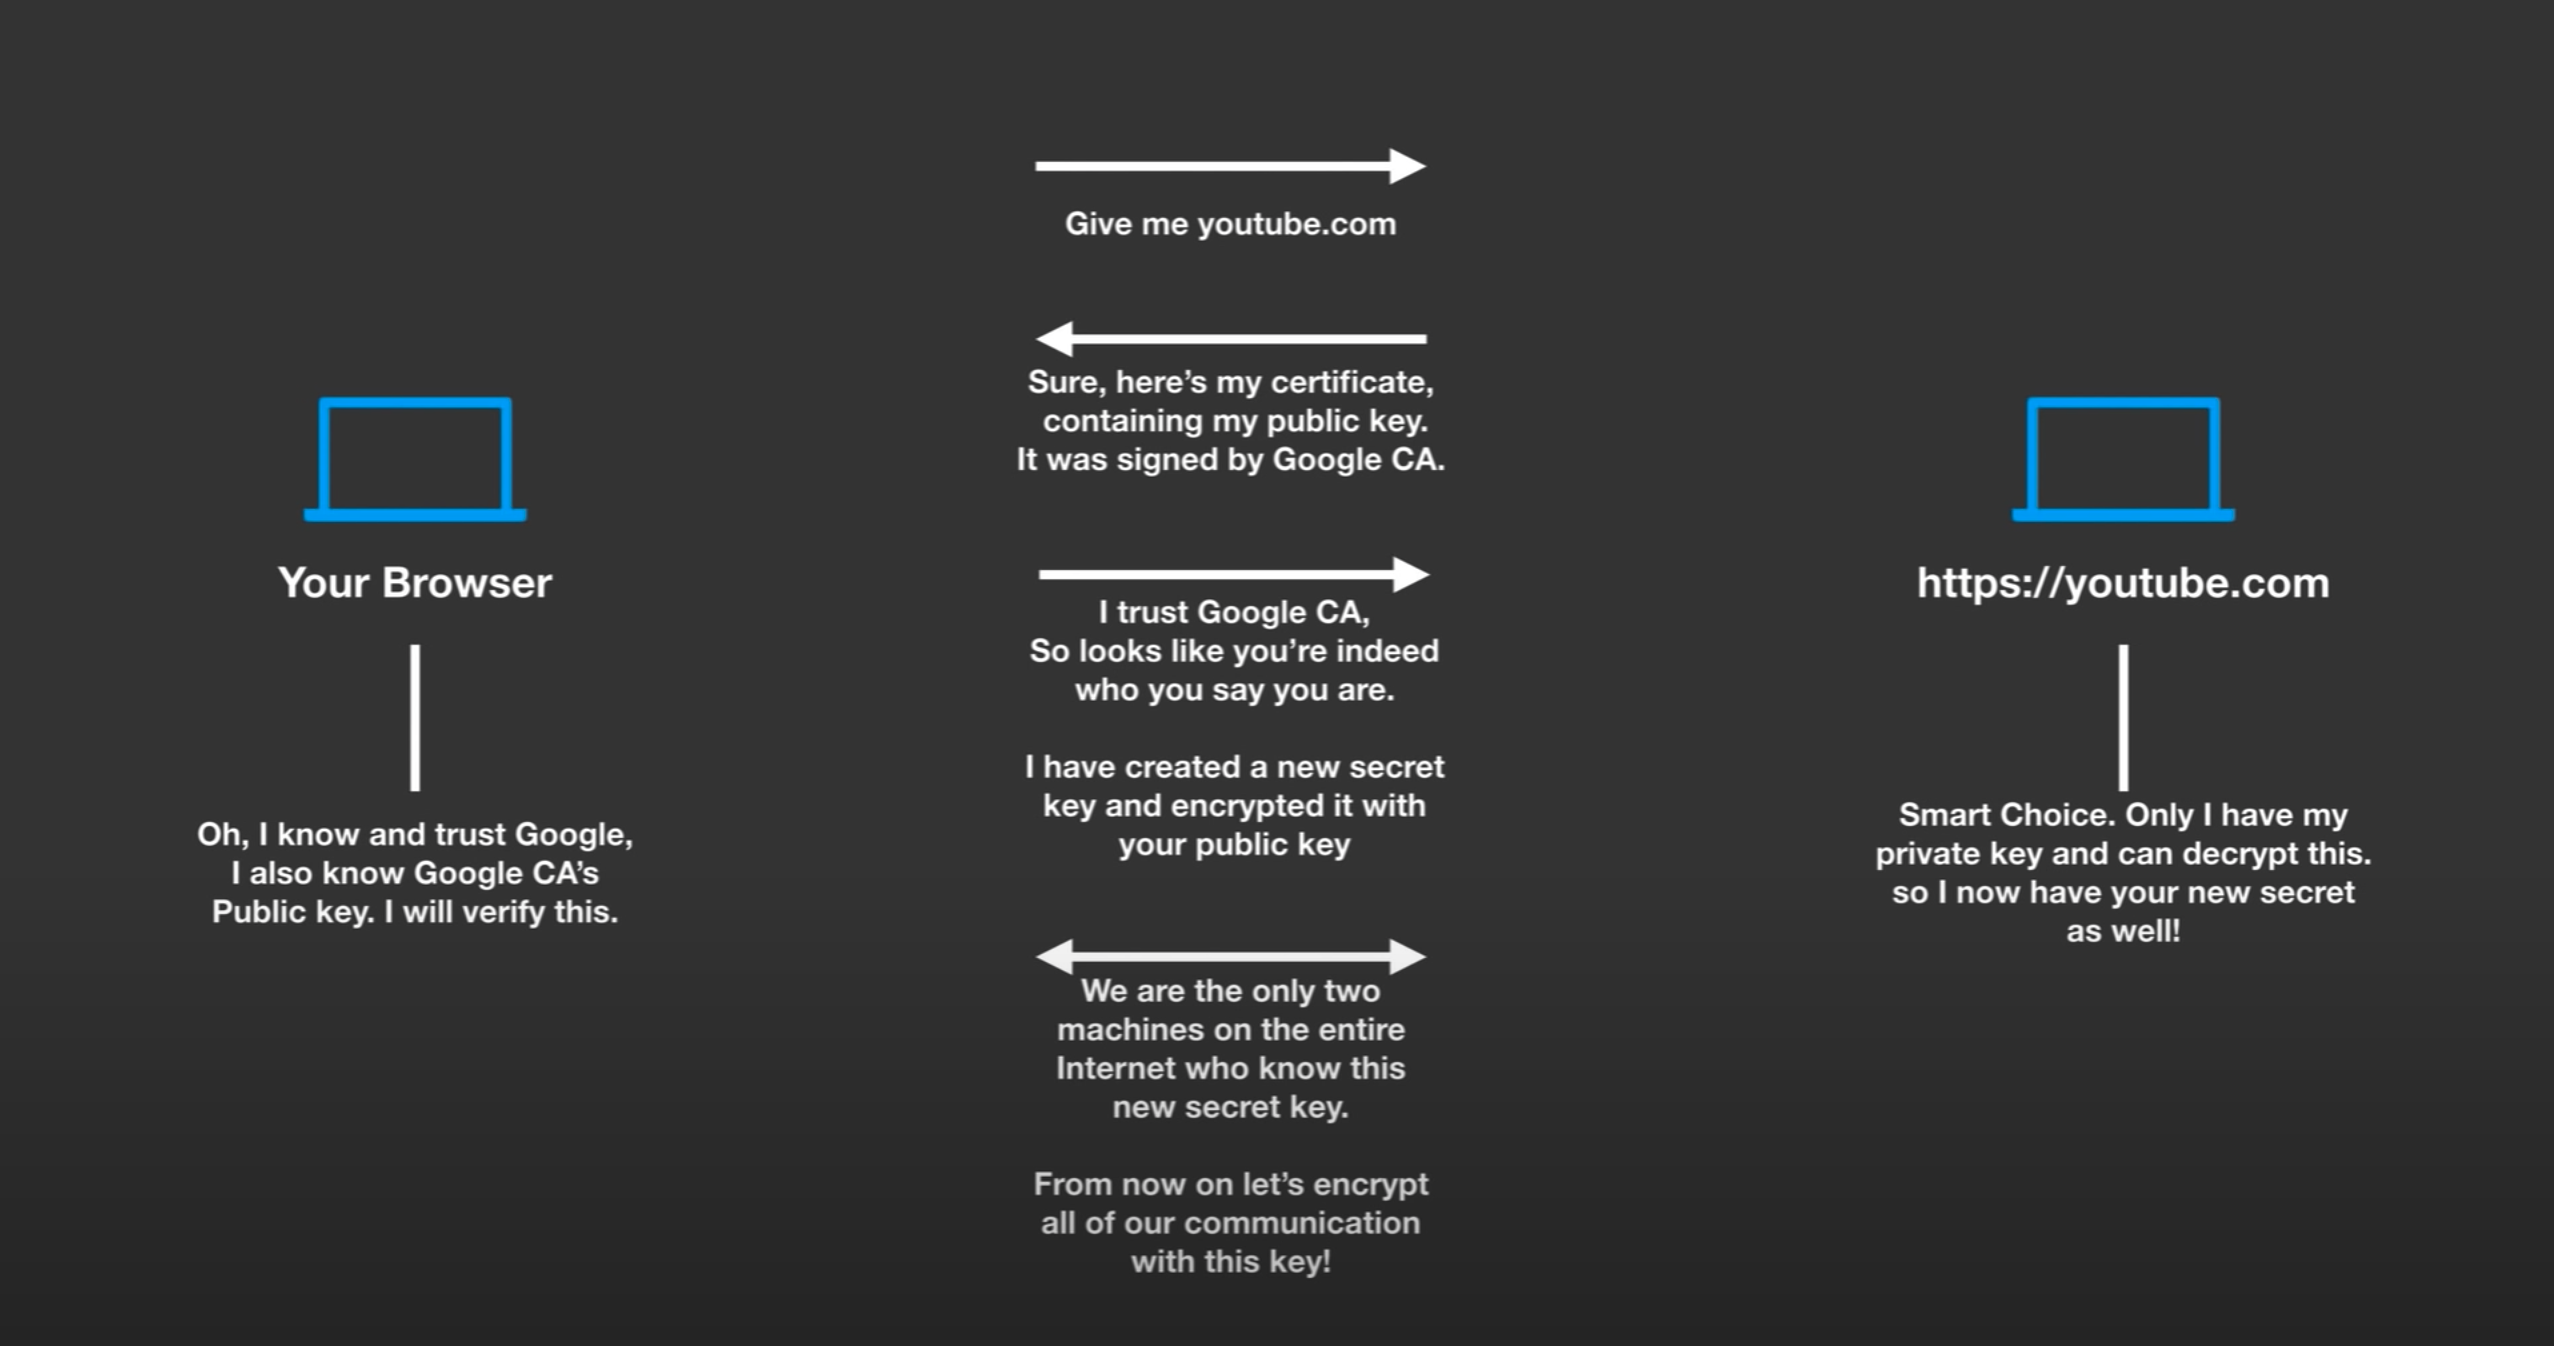 Give me youtube.com
Sure, here's my certificate,
containing my public key.
It was signed by Google CA.
Your Browser
https://youtube.com
I trust Google CA,
So looks like you're indeed
who you say you are.
I have created a new secret
key and encrypted it with
your public key
Oh, I know and trust Google,
I also know Google CA's
Public key. I will verify this.
Smart Choice. Only I have my
private key and can decrypt this.
so I now have your new secret
as well!
We are the only two
machines on the entire
Internet who know this
new secret key.
From now on let's encrypt
all of our communication
with this key!